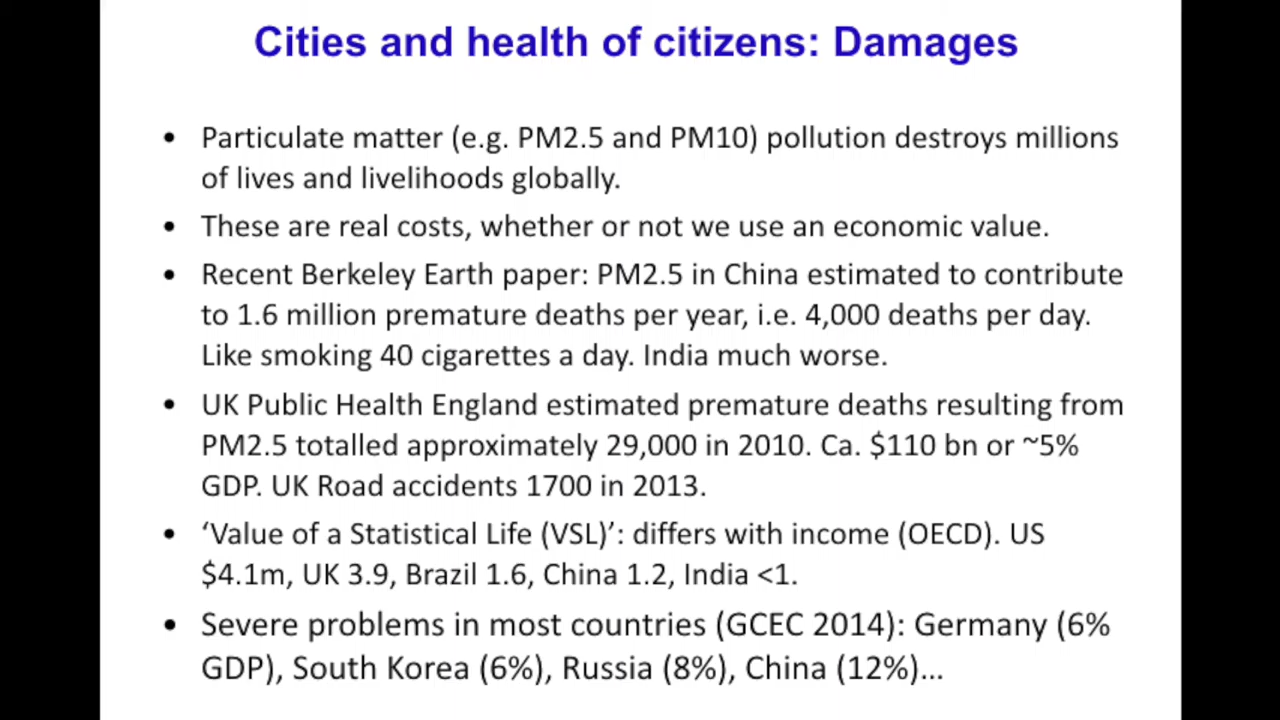 Cities and health of citizens: Damages
• Particulate matter (e.g. PM2.5 and PM10) pollution destroys millions
of lives and livelihoods globally.
• These are real costs, whether or not we use an economic value.
• Recent Berkeley Earth paper: PM2.5 in China estimated to contribute
to 1.6 million premature deaths per year, i.e. 4,000 deaths per day.
Like smoking 40 cigarettes a day. India much worse.
• UK Public Health England estimated premature deaths resulting from
PM2.5 totalled approximately 29,000 in 2010. Ca. $110 bn or ~5%
GDP. UK Road accidents 1700 in 2013.
• ‘Value of a Statistical Life (VSL)’: differs with income (OECD). US
$4.1m, UK 3.9, Brazil 1.6, China 1.2, India <1.
• Severe problems in most countries (GCEC 2014): Germany (6%
GDP), South Korea (6%), Russia (8%), China (12%)…